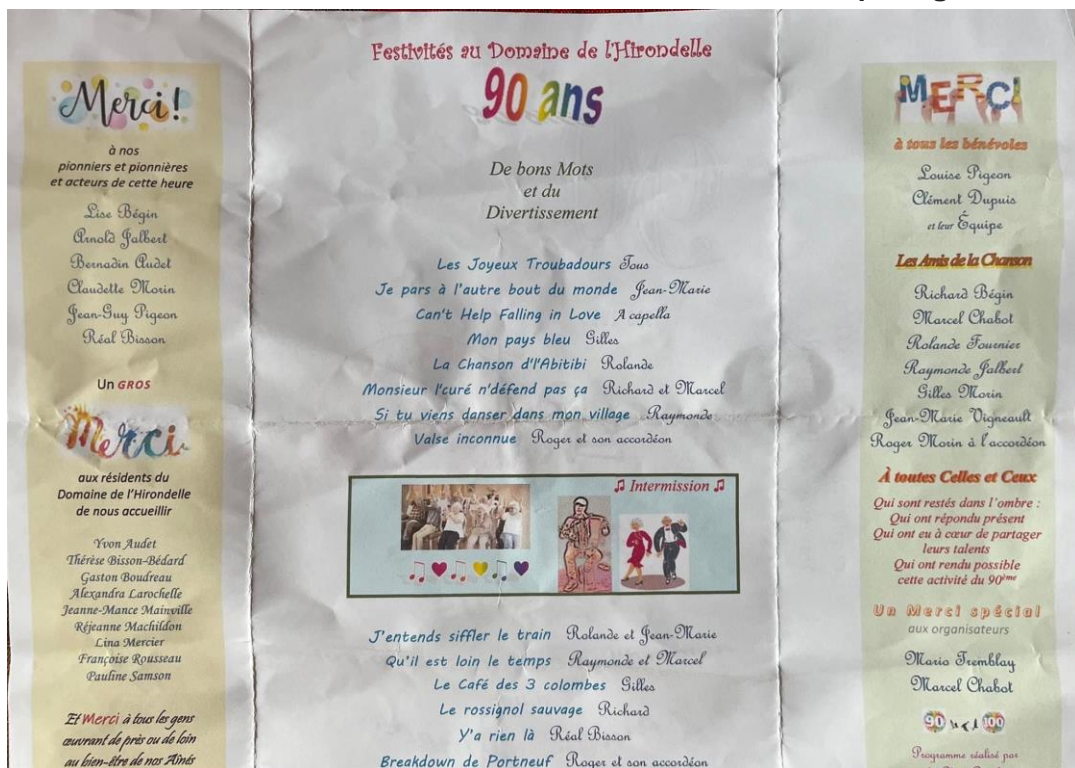 Merci!
à nos
pionniers et pionnières
et acteurs de cette heure
Lise Bégin
Arnold Jalbert
Bernadin Audet
Claudette Morin
Jean-Guy Pigeon
Réal Bisson
Un GROS
Merci
aux résidents du
Domaine de l'Hirondelle
de nous accueillir
Yvon Audet
Thérèse Bisson-Bédard
Gaston Boudreau
Alexandra Larochelle
Jeanne-Mance Mainville
Réjeanne Machildon
Lina Mercier
Françoise Rousseau
Pauline Samson
Et Merci à tous les gens
œuvrant de près ou de loin
au bien-être de nos Aînés
Festivités au Domaine de l'Hirondelle
90 ans
De bons Mots
et du
Divertissement
Les Joyeux Troubadours Tous
Je pars à l'autre bout du monde Jean-Marie
Can't Help Falling in Love A capella
Mon pays bleu Gilles
La Chanson d'l'Abitibi Rolande
Monsieur l'curé n'défend pas ça Richard et Marcel
Si tu viens danser dans mon village Raymonde
Valse inconnue Roger et son accordéon
♫ Intermission ♫
J'entends siffler le train Rolande et Jean-Marie
Qu'il est loin le temps Raymonde et Marcel
Le Café des 3 colombes Gilles
Le rossignol sauvage Richard
Y'a rien là Réal Bisson
Breakdown de Portneuf Roger et son accordéon
MERCI
à tous les bénévoles
Louise Pigeon
Clément Dupuis
et leur Équipe
Les Amis de la Chanson
Richard Bégin
Marcel Chabot
Rolande Fournier
Raymonde Jalbert
Gilles Morin
Jean-Marie Vigneault
Roger Morin à l'accordéon
À toutes Celles et Ceux
Qui sont restés dans l'ombre :
Qui ont répondu présent
Qui ont eu à cœur de partager
leurs talents
Qui ont rendu possible
cette activité du 90ème
Un Merci spécial
aux organisateurs
Mario Tremblay
Marcel Chabot
90 100
Programme réalisé par